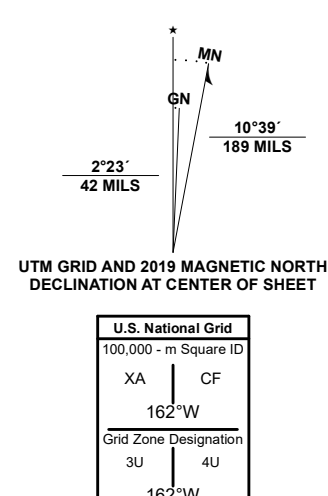 ★
MN
GN
10°39´
189 MILS
2°23´
42 MILS
UTM GRID AND 2019 MAGNETIC NORTH
DECLINATION AT CENTER OF SHEET
U.S. National Grid
100,000 - m Square ID
XA CF
162°W
Grid Zone Designation
3U 4U
162°W